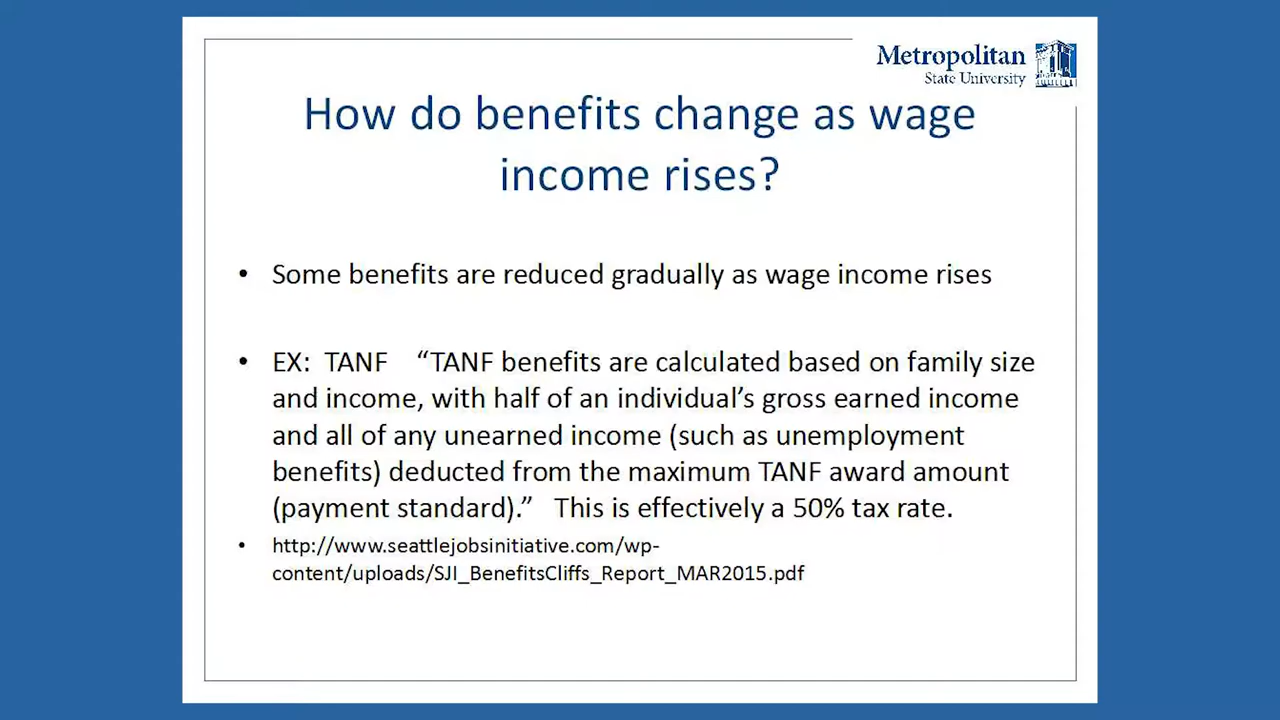 Metropolitan
State University
How do benefits change as wage
income rises?
• Some benefits are reduced gradually as wage income rises
• EX: TANF “TANF benefits are calculated based on family size
and income, with half of an individual’s gross earned income
and all of any unearned income (such as unemployment
benefits) deducted from the maximum TANF award amount
(payment standard).” This is effectively a 50% tax rate.
• http://www.seattlejobsinitiative.com/wp-
content/uploads/SJI_BenefitsCliffs_Report_MAR2015.pdf